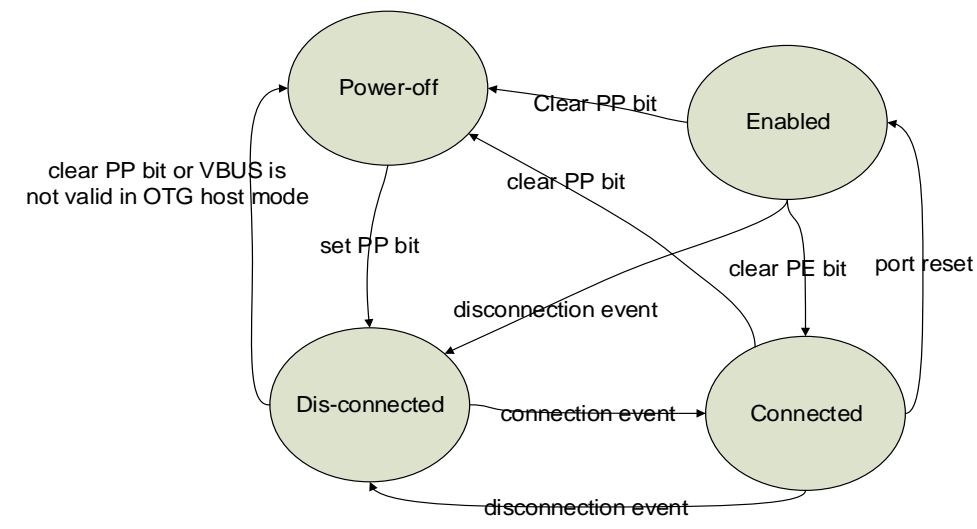 Power-off
Clear PP bit
Enabled
clear PP bit or VBUS is
not valid in OTG host mode
clear PP bit
set PP bit
clear PE bit
port reset
disconnection event
Dis-connected
connection event
Connected
disconnection event